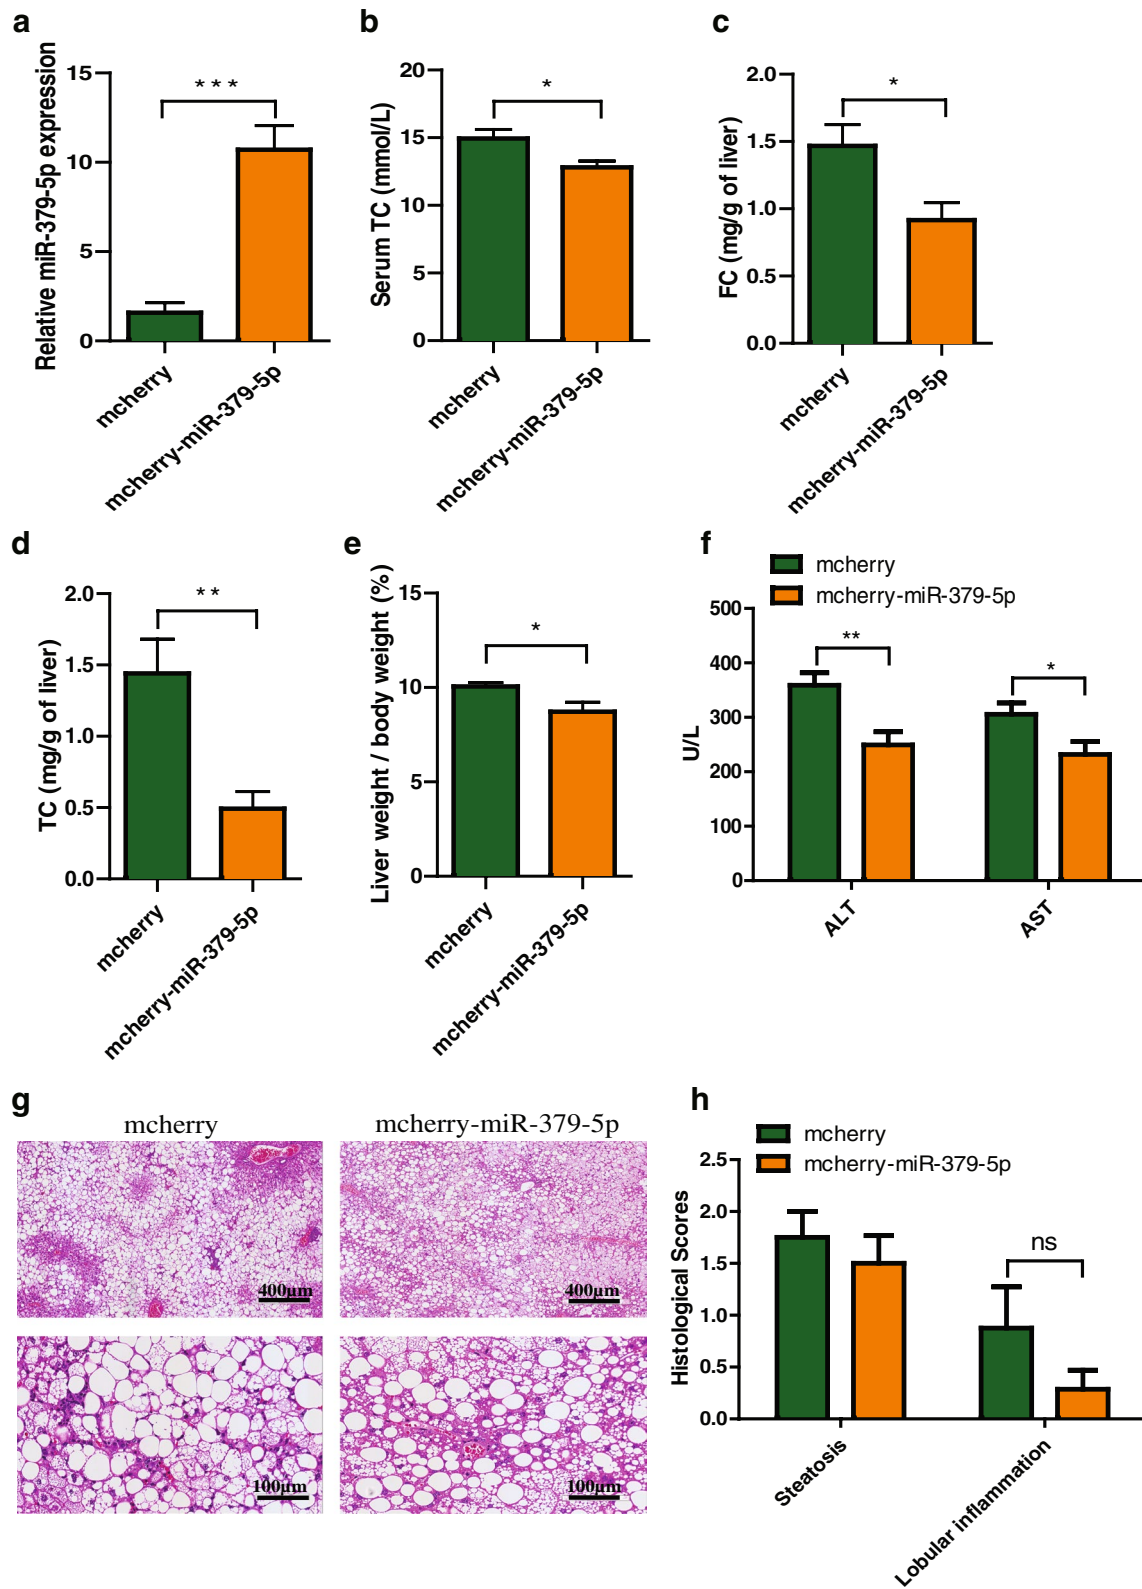 a
Relative miR-379-5p expression
15
10
5
0
***
mcherry
mcherry-miR-379-5p
b
Serum TC (mmol/L)
20
15
10
5
0
*
mcherry
mcherry-miR-379-5p
c
FC (mg/g of liver)
2.0
1.5
1.0
0.5
0.0
*
mcherry
mcherry-miR-379-5p
d
TC (mg/g of liver)
2.0
1.5
1.0
0.5
0.0
**
mcherry
mcherry-miR-379-5p
e
Liver weight / body weight (%)
15
10
5
0
*
mcherry
mcherry-miR-379-5p
f
mcherry
mcherry-miR-379-5p
U/L
500
400
300
200
100
0
**
*
ALT
AST
g
mcherry
mcherry-miR-379-5p
400μm
400μm
100μm
100μm
h
mcherry
mcherry-miR-379-5p
Histological Scores
2.5
2.0
1.5
1.0
0.5
0.0
ns
Steatosis
Lobular inflammation